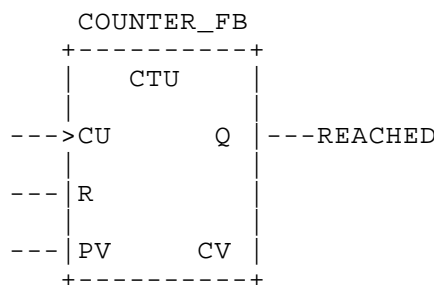 COUNTER_FB
+----------+
| CTU |
--->CU Q |---REACHED
---|R |
---|PV CV |
+----------+